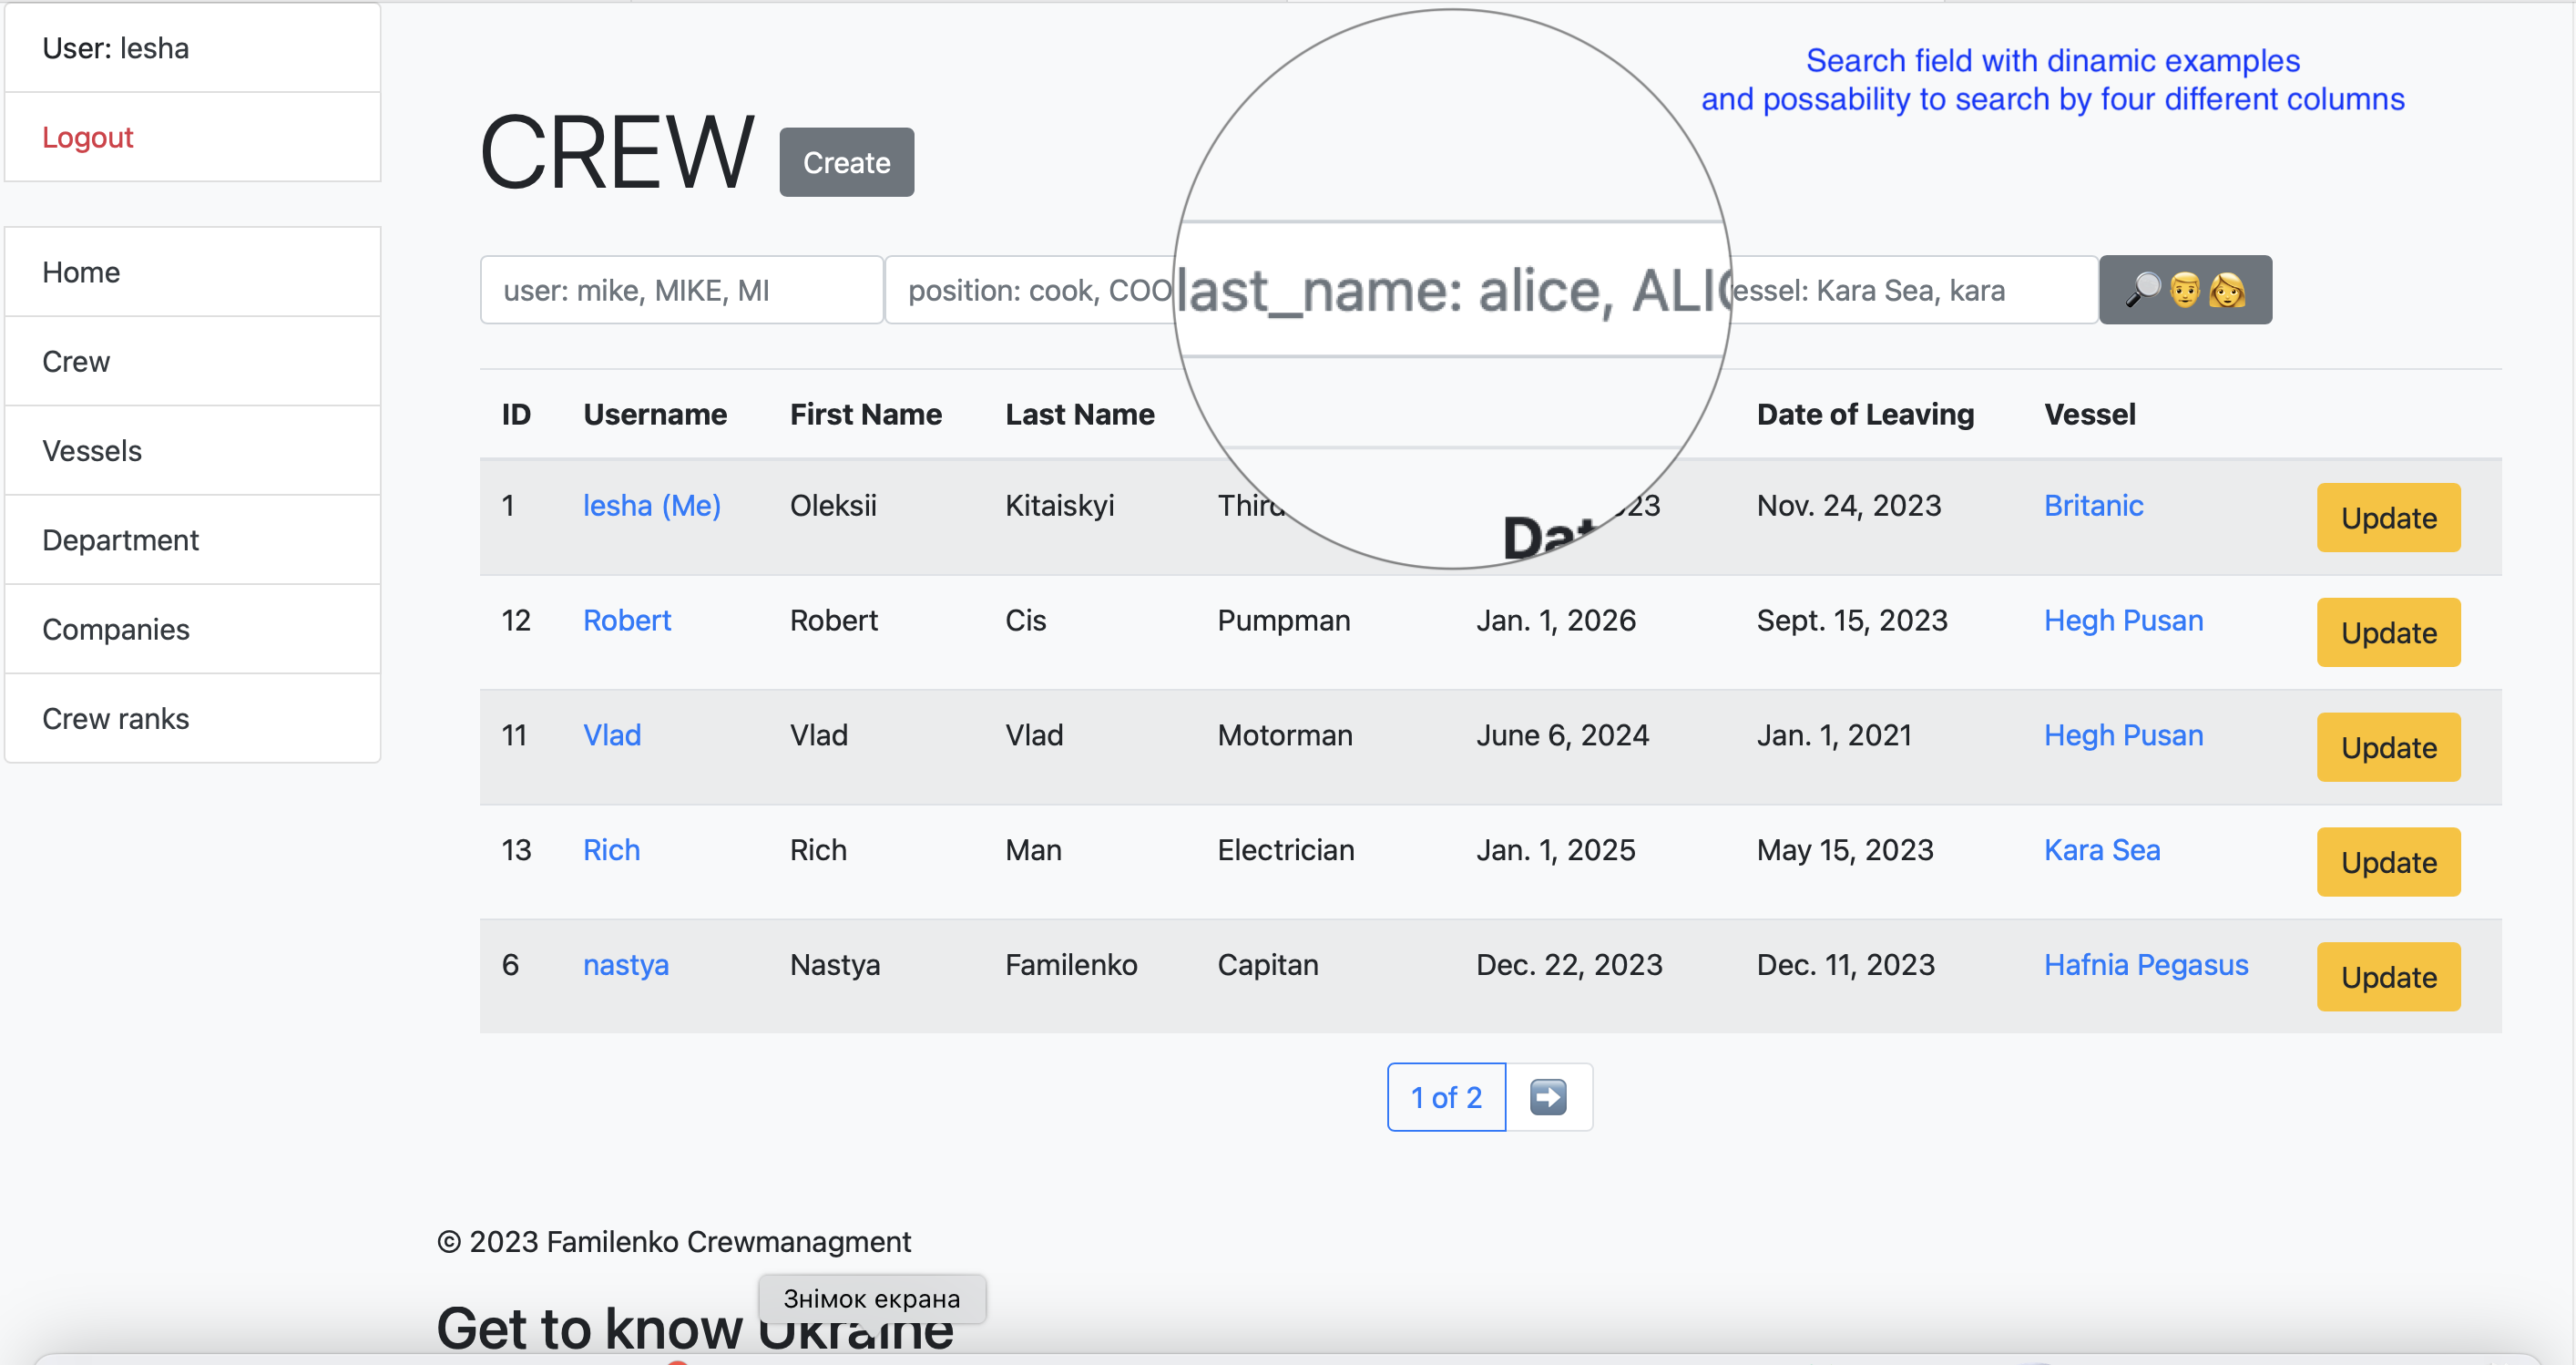 User: lesha
Logout
Home
Crew
Vessels
Department
Companies
Crew ranks
Search field with dinamic examples
and possability to search by four different columns
CREW Create
user: mike, MIKE, MI position: cook, COO last_name: alice, ALIC essel: Kara Sea, kara
ID Username First Name Last Name Date of Leaving Vessel
1 lesha (Me) Oleksii Kitaiskyi Third Nov. 24, 2023 Britanic Update
12 Robert Robert Cis Pumpman Jan. 1, 2026 Sept. 15, 2023 Hegh Pusan Update
11 Vlad Vlad Vlad Motorman June 6, 2024 Jan. 1, 2021 Hegh Pusan Update
13 Rich Rich Man Electrician Jan. 1, 2025 May 15, 2023 Kara Sea Update
6 nastya Nastya Familenko Capitan Dec. 22, 2023 Dec. 11, 2023 Hafnia Pegasus Update
1 of 2
© 2023 Familenko Crewmanagment
Знімок екрана
Get to know Ukraine